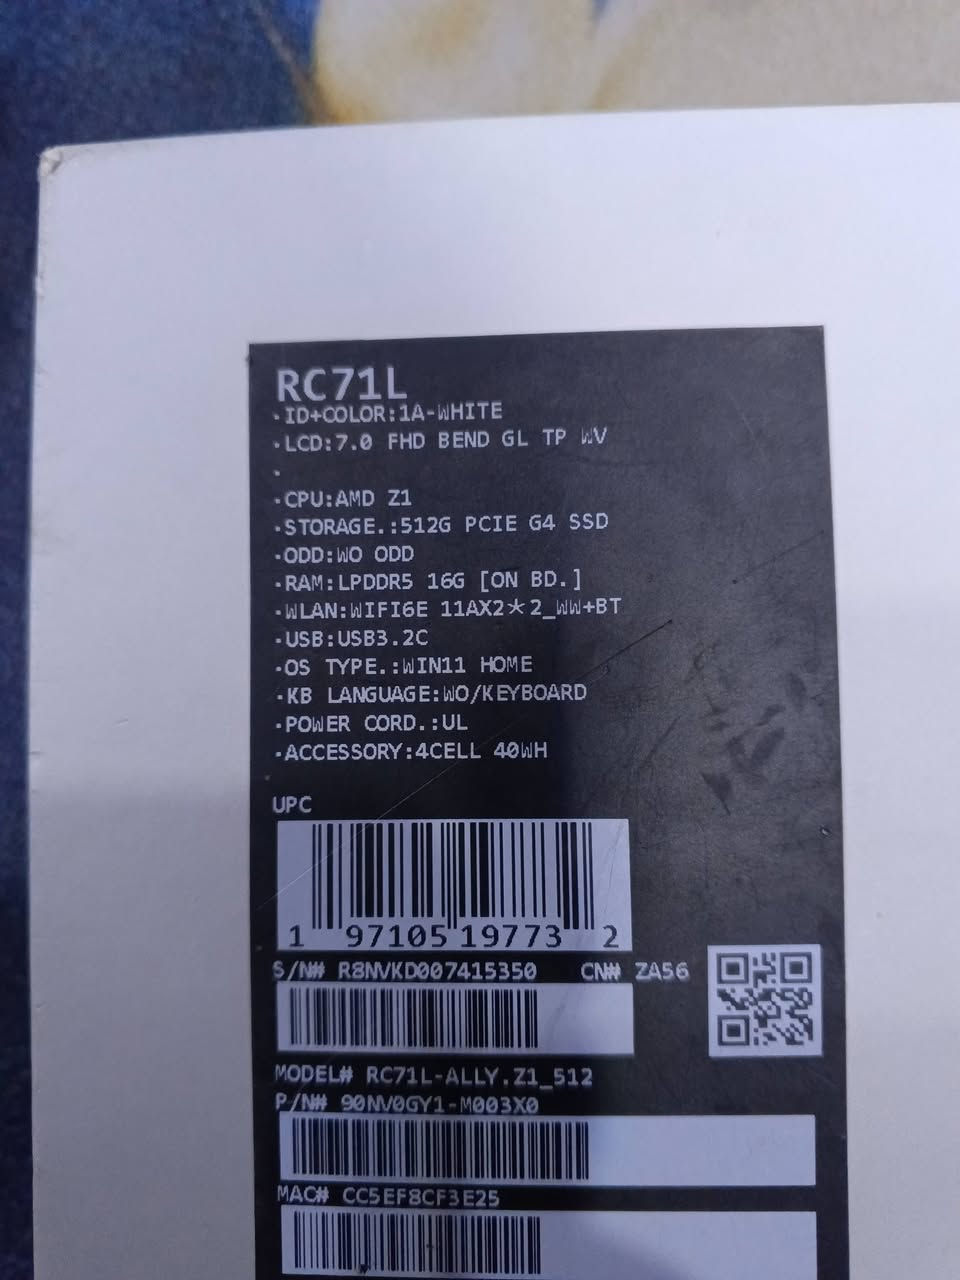 RC71L
·ID+COLOR:1A-WHITE
·LCD:7.0 FHD BEND GL TP WV
·
·CPU:AMD Z1
·STORAGE.:512G PCIE G4 SSD
·ODD:WO ODD
·RAM:LPDDR5 16G [ON BD.]
·WLAN:WIFI6E 11AX2*2_WW+BT
·USB:USB3.2C
·OS TYPE.:WIN11 HOME
·KB LANGUAGE:WO/KEYBOARD
·POWER CORD.:UL
·ACCESSORY:4CELL 40WH
UPC
1 97105 19773 2
S/N# R8NVKD007415350 CN# ZA56
MODEL# RC71L-ALLY.Z1_512
P/N# 90NV0GY1-M003X0
MAC# CC5EF8CF3E25